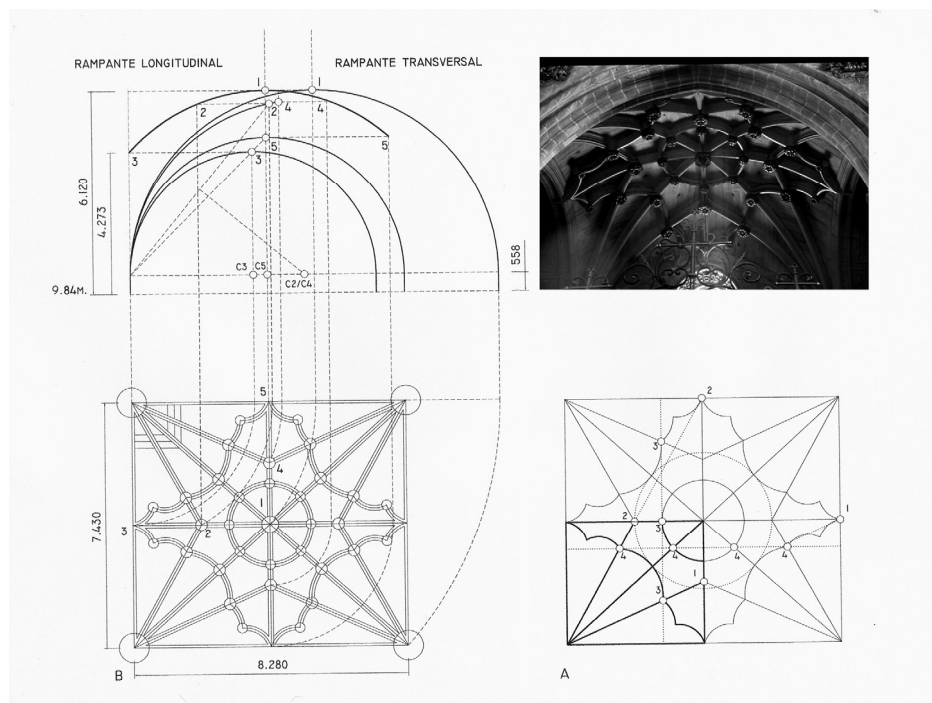 RAMPANTE LONGITUDINAL
RAMPANTE TRANSVERSAL
1 1
2 2 4 4
5 5
3 3
6.120
4.273
558
C3 C5
C2/C4
9.84M.
5
4
1
3 2
7.430
8.280
B
2
3
1
2 3
4 4 4 4
1
3
A